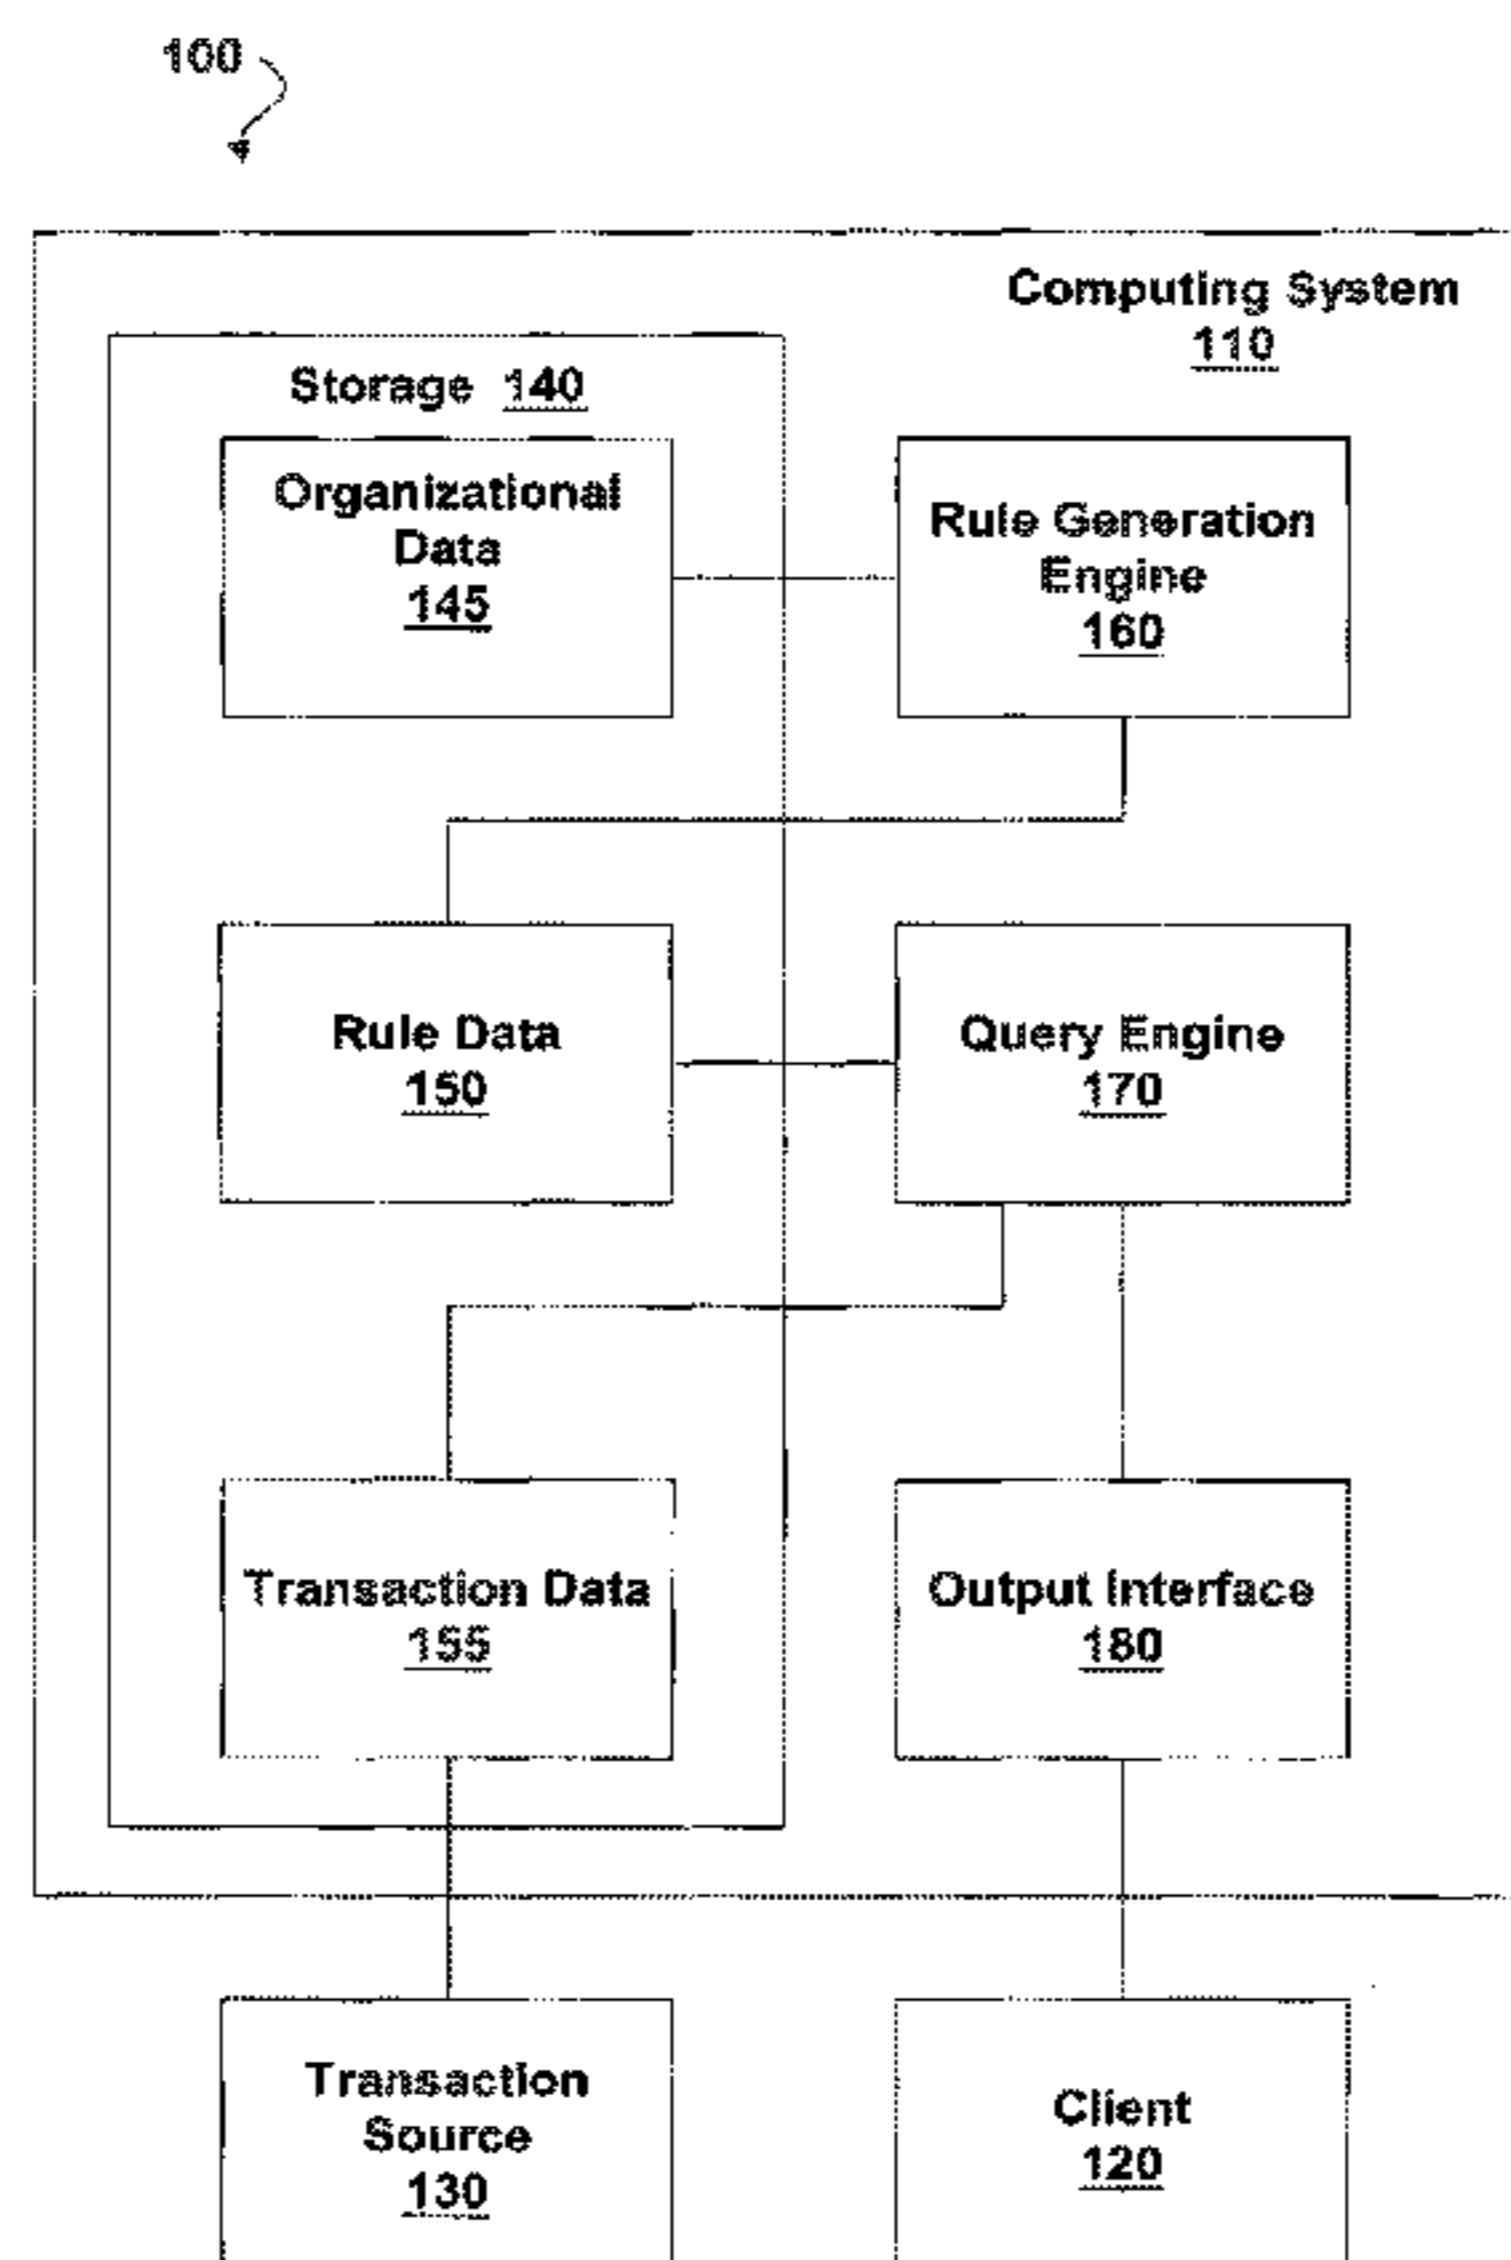 100
Computing System
110
Storage 140
Organizational
Data
145
Rule Generation
Engine
160
Rule Data
150
Query Engine
170
Transaction Data
155
Output Interface
180
Transaction
Source
130
Client
120